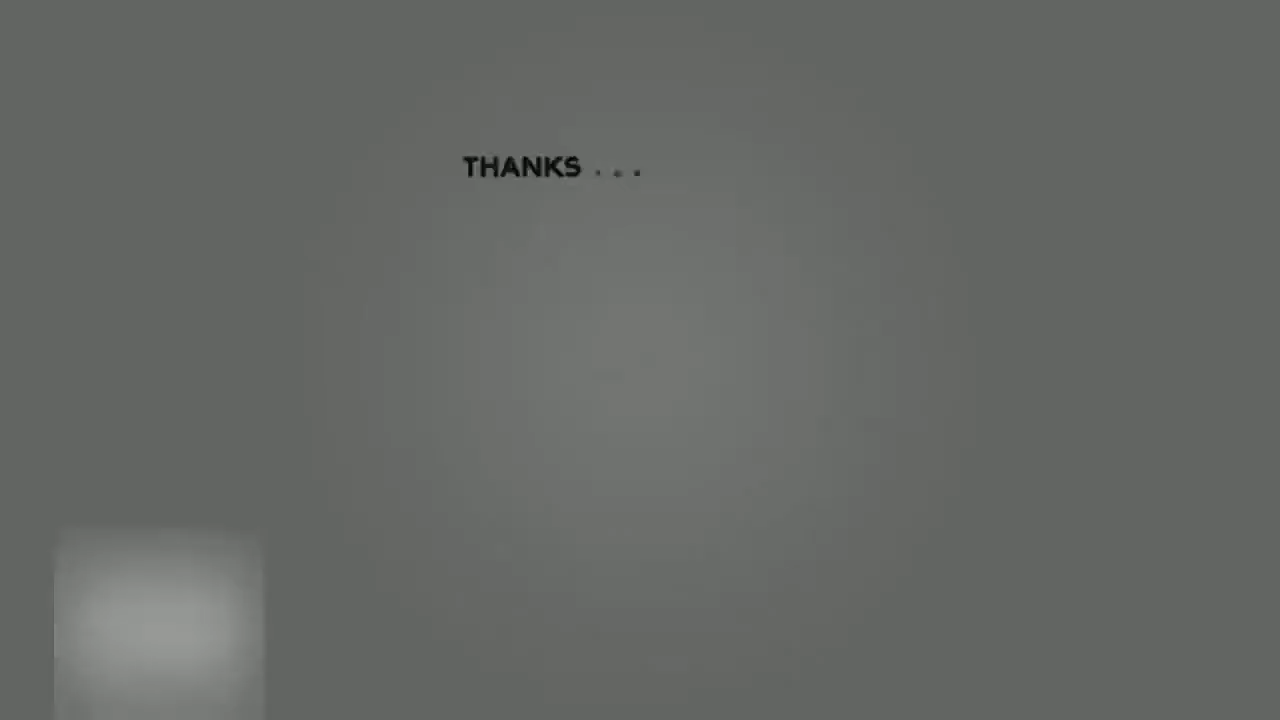 THANKS . . .